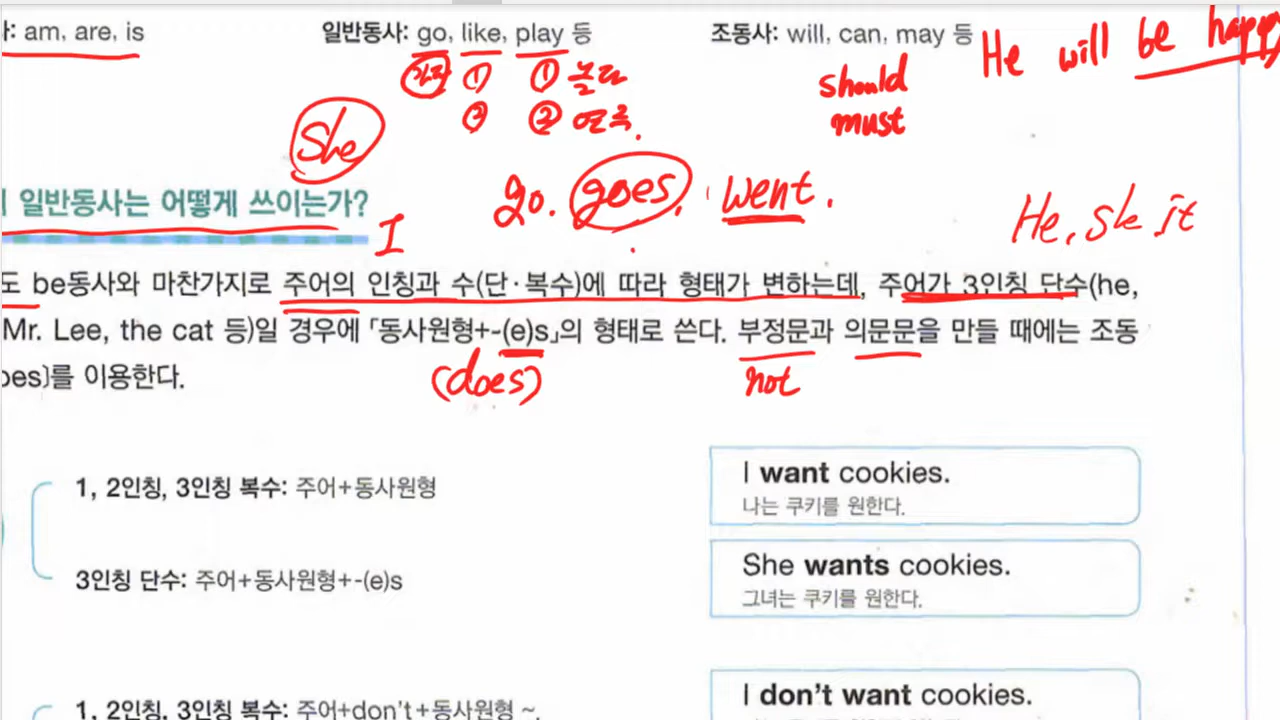 am, are, is 일반동사: go, like, play 등 조동사: will, can, may 등
He will be happy
① ① 놀다
should
② ② 연주
must
She
go. goes. went.
일반동사는 어떻게 쓰이는가?
I
He, she, it
도 be동사와 마찬가지로 주어의 인칭과 수(단·복수)에 따라 형태가 변하는데, 주어가 3인칭 단수(he,
Mr. Lee, the cat 등)일 경우에 「동사원형+-(e)s」의 형태로 쓴다. 부정문과 의문문을 만들 때에는 조동
oes)를 이용한다.
(does) not
1, 2인칭, 3인칭 복수: 주어+동사원형
I want cookies.
나는 쿠키를 원한다.
3인칭 단수: 주어+동사원형+-(e)s
She wants cookies.
그녀는 쿠키를 원한다.
1, 2인칭, 3인칭 복수: 주어+don't+동사원형 ~.
I don't want cookies.